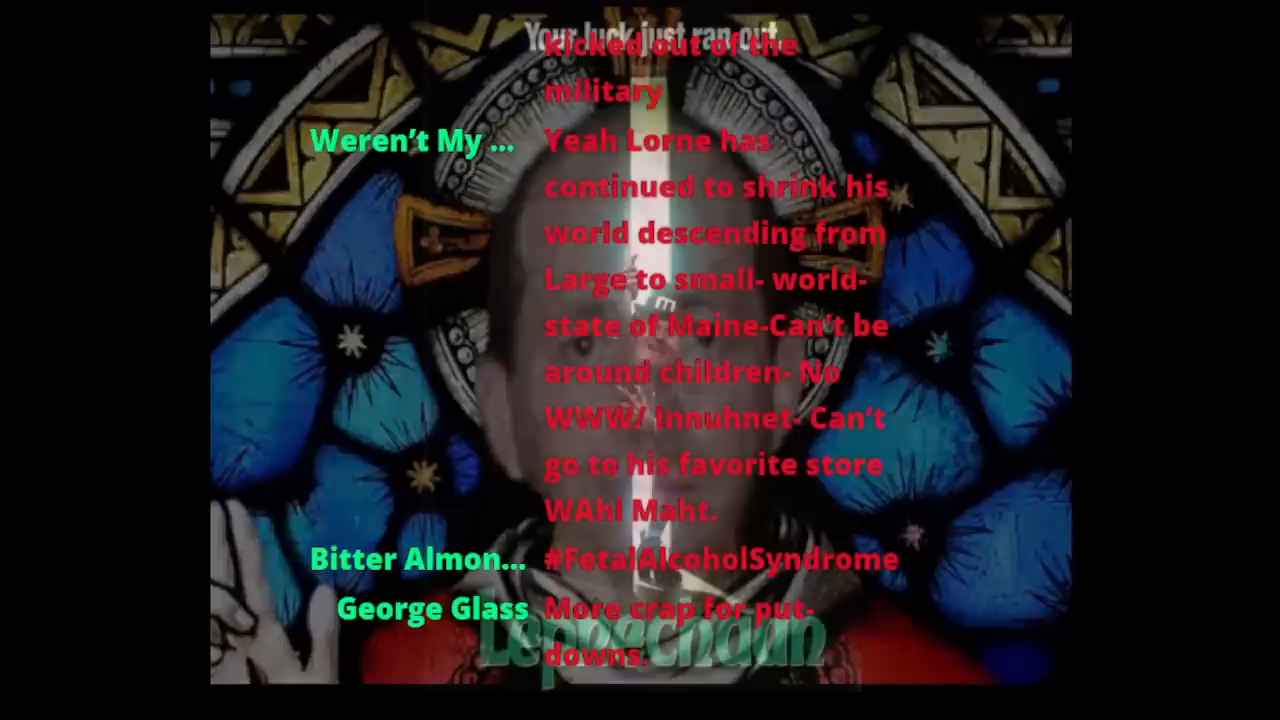 Your luck just ran out.
kicked out of the
military
Weren’t My ... Yeah Lorne has
continued to shrink his
world descending from
Large to small- world-
state of Maine-Can’t be
around children- No
WWW/ Innuhnet- Can’t
go to his favorite store
WAhl Maht.
Bitter Almon... #FetalAlcoholSyndrome
George Glass More crap for put-
downs.
Leprechaun